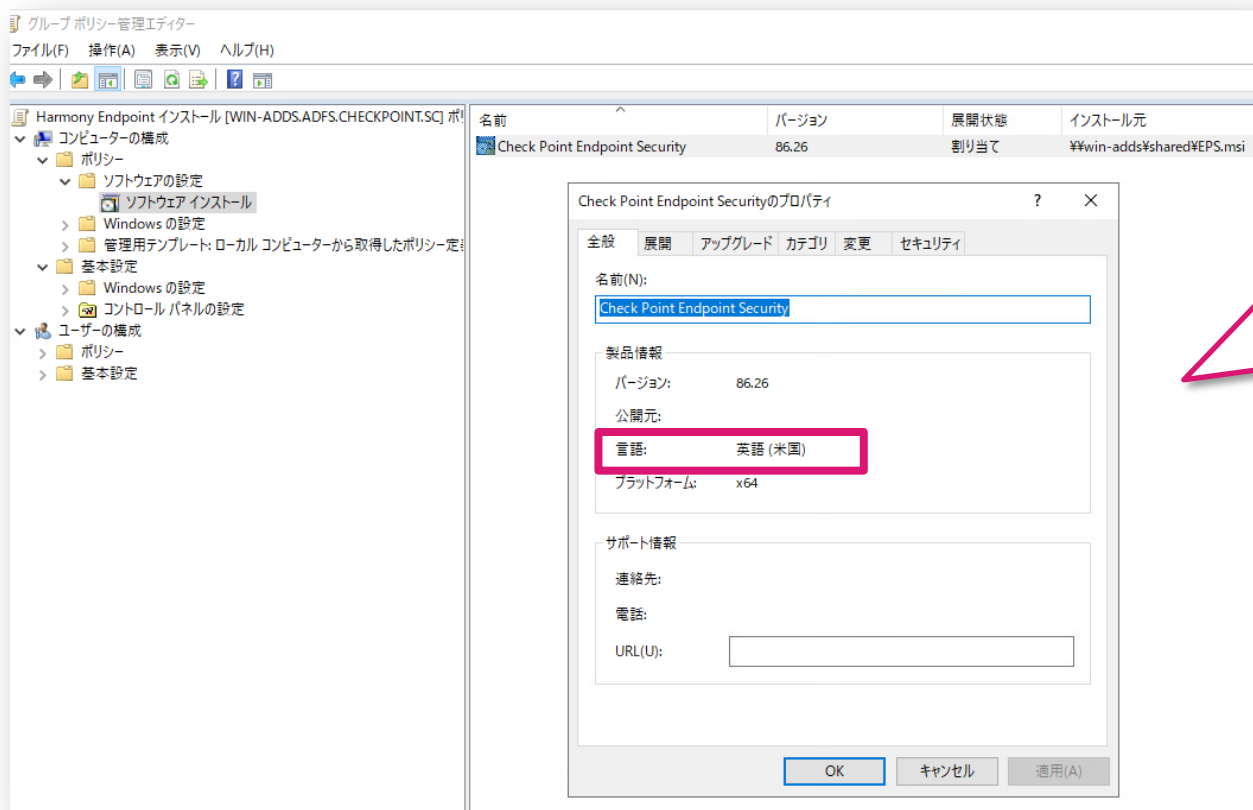 グループ ポリシー管理エディター
ファイル(F) 操作(A) 表示(V) ヘルプ(H)
Harmony Endpoint インストール [WIN-ADDS.ADFS.CHECKPOINT.SC] ポリ
コンピューターの構成
ポリシー
ソフトウェアの設定
ソフトウェア インストール
Windows の設定
管理用テンプレート: ローカル コンピューターから取得したポリシー定
基本設定
Windows の設定
コントロール パネルの設定
ユーザーの構成
ポリシー
基本設定
名前 バージョン 展開状態 インストール元
Check Point Endpoint Security 86.26 割り当て ¥¥win-adds¥shared¥EPS.msi
Check Point Endpoint Securityのプロパティ ? ×
全般 展開 アップグレード カテゴリ 変更 セキュリティ
名前(N):
Check Point Endpoint Security
製品情報
バージョン: 86.26
公開元:
言語: 英語 (米国)
プラットフォーム: x64
サポート情報
連絡先:
電話:
URL(U):
OK キャンセル 適用(A)